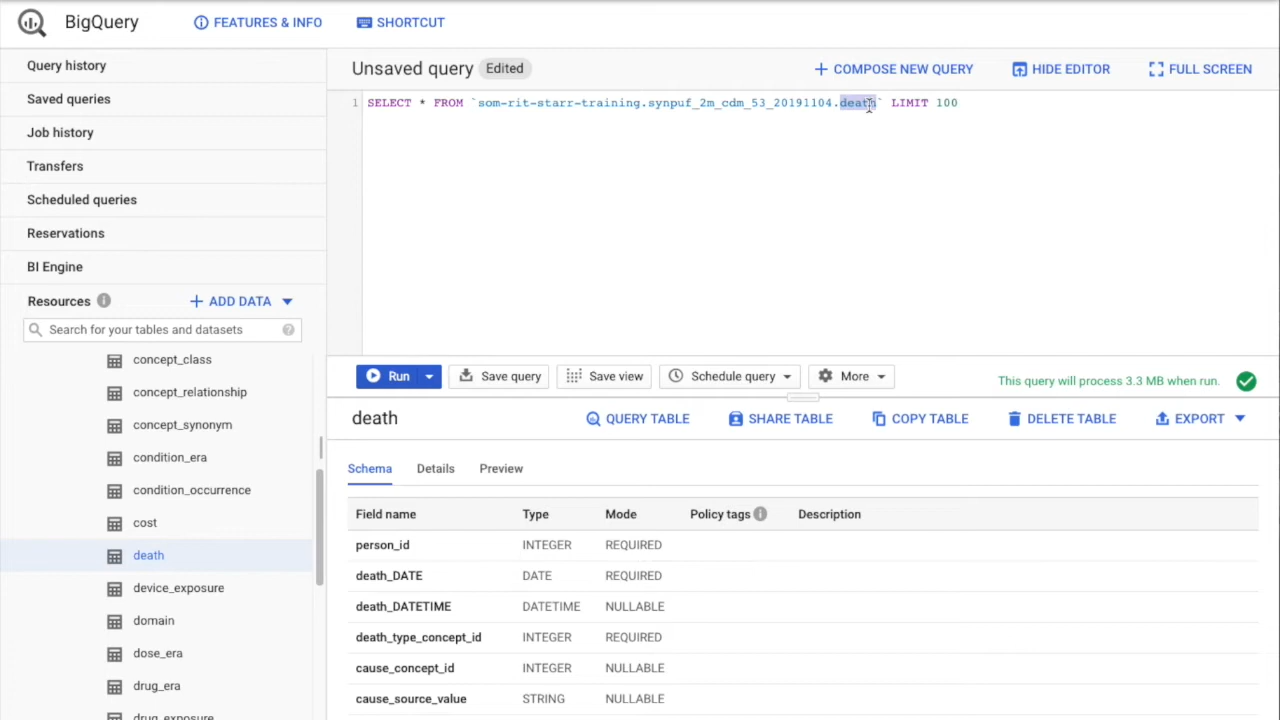 BigQuery
FEATURES & INFO
SHORTCUT
Query history
Saved queries
Job history
Transfers
Scheduled queries
Reservations
BI Engine
Resources
ADD DATA
Search for your tables and datasets
concept_class
concept_relationship
concept_synonym
condition_era
condition_occurrence
cost
death
device_exposure
domain
dose_era
drug_era
drug_exposure
Unsaved query Edited
COMPOSE NEW QUERY
HIDE EDITOR
FULL SCREEN
1 SELECT * FROM `som-rit-starr-training.synpuf_2m_cdm_53_20191104.death` LIMIT 100
Run
Save query
Save view
Schedule query
More
This query will process 3.3 MB when run.
death
QUERY TABLE
SHARE TABLE
COPY TABLE
DELETE TABLE
EXPORT
Schema Details Preview
Field name Type Mode Policy tags Description
person_id INTEGER REQUIRED
death_DATE DATE REQUIRED
death_DATETIME DATETIME NULLABLE
death_type_concept_id INTEGER REQUIRED
cause_concept_id INTEGER NULLABLE
cause_source_value STRING NULLABLE